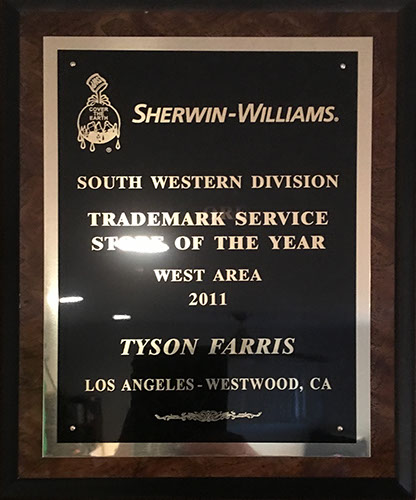 COVER
THE
EARTH
®
SHERWIN-WILLIAMS.
SOUTH WESTERN DIVISION
TRADEMARK SERVICE
STORE OF THE YEAR
WEST AREA
2011
TYSON FARRIS
LOS ANGELES - WESTWOOD, CA